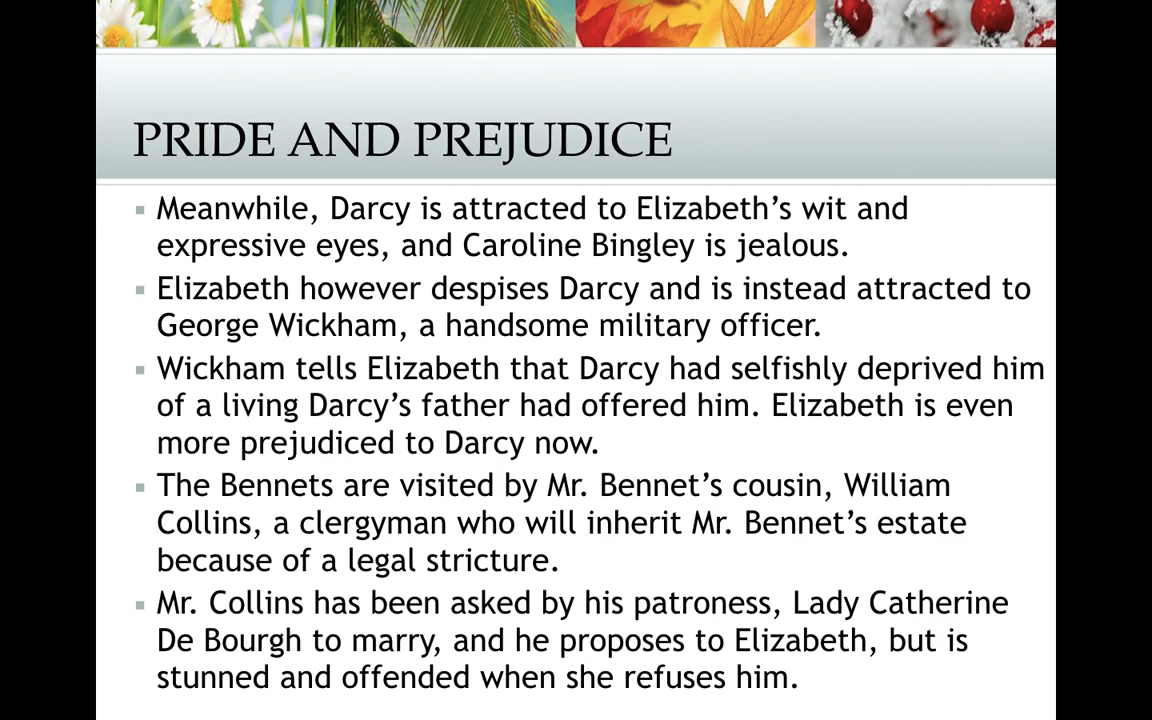 PRIDE AND PREJUDICE
▪ Meanwhile, Darcy is attracted to Elizabeth’s wit and
expressive eyes, and Caroline Bingley is jealous.
▪ Elizabeth however despises Darcy and is instead attracted to
George Wickham, a handsome military officer.
▪ Wickham tells Elizabeth that Darcy had selfishly deprived him
of a living Darcy’s father had offered him. Elizabeth is even
more prejudiced to Darcy now.
▪ The Bennets are visited by Mr. Bennet’s cousin, William
Collins, a clergyman who will inherit Mr. Bennet’s estate
because of a legal stricture.
▪ Mr. Collins has been asked by his patroness, Lady Catherine
De Bourgh to marry, and he proposes to Elizabeth, but is
stunned and offended when she refuses him.